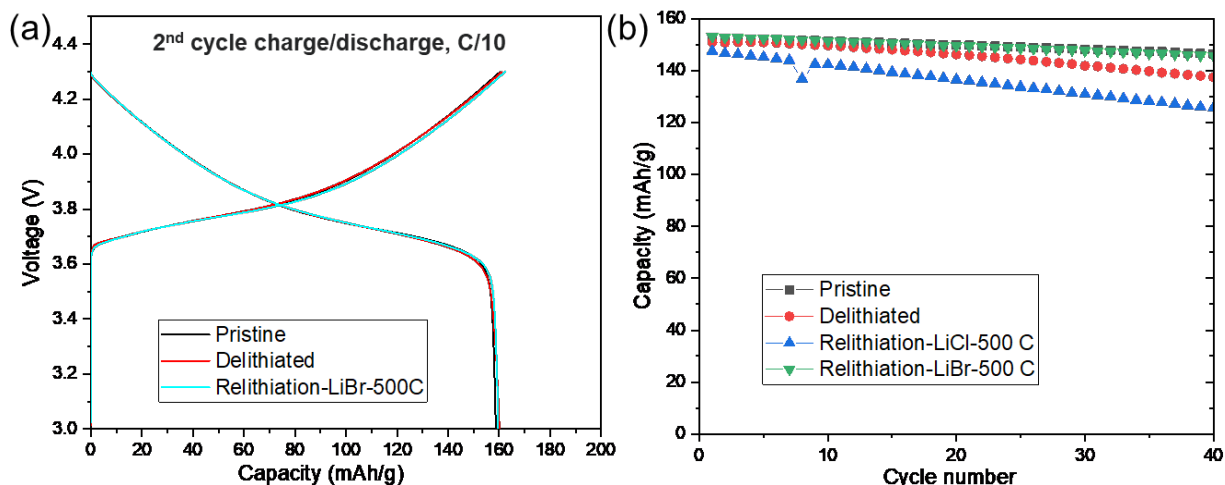 (a)
2nd cycle charge/discharge, C/10
4.4
4.2
4.0
3.8
3.6
3.4
3.2
3.0
Voltage (V)
Pristine
Delithiated
Relithiation-LiBr-500C
0 20 40 60 80 100 120 140 160 180 200
Capacity (mAh/g)
(b)
160
140
120
100
80
60
40
20
0
Capacity (mAh/g)
Pristine
Delithiated
Relithiation-LiCl-500 C
Relithiation-LiBr-500 C
0 10 20 30 40
Cycle number